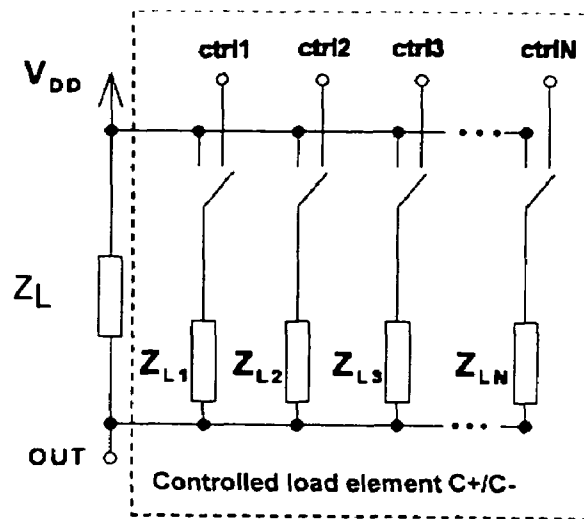 ctrl1 ctrl2 ctrl3 ctrlN
VDD
ZL
ZL1 ZL2 ZL3 ZLN
OUT
Controlled load element C+/C-